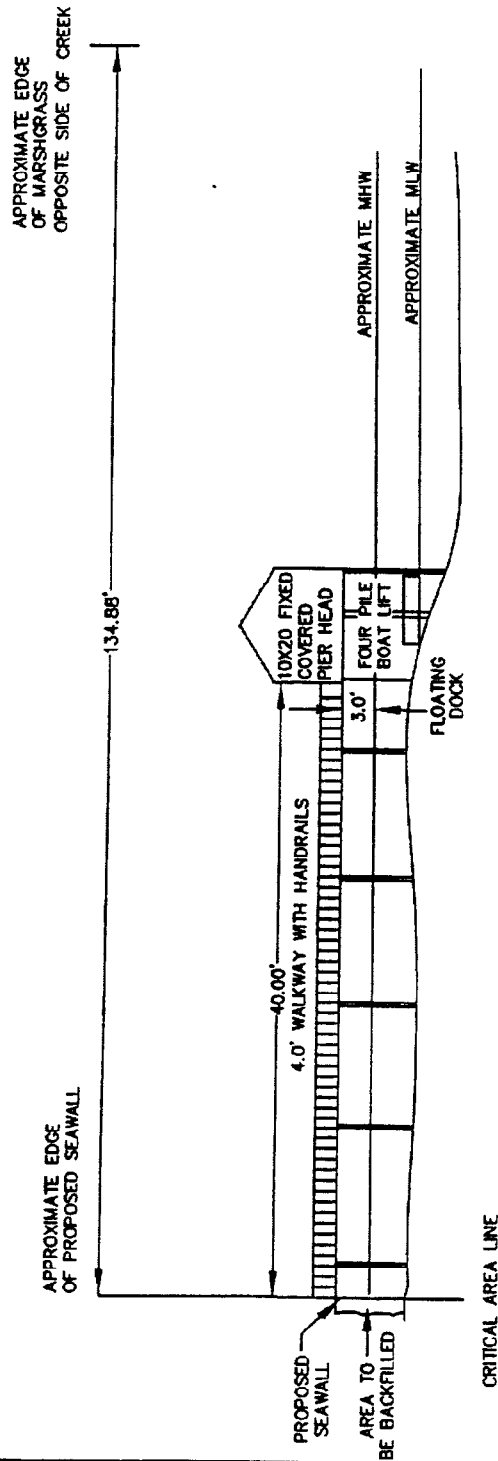 APPROXIMATE EDGE
OF MARSHGRASS
OPPOSITE SIDE OF CREEK
134.88'
APPROXIMATE EDGE
OF PROPOSED SEAWALL
40.00'
4.0' WALKWAY WITH HANDRAILS
10X20 FIXED
COVERED
PIER HEAD
FOUR PILE
BOAT LIFT
3.0'
FLOATING
DOCK
APPROXIMATE MHW
APPROXIMATE MLW
PROPOSED
SEAWALL
AREA TO
BE BACKFILLED
CRITICAL AREA LINE